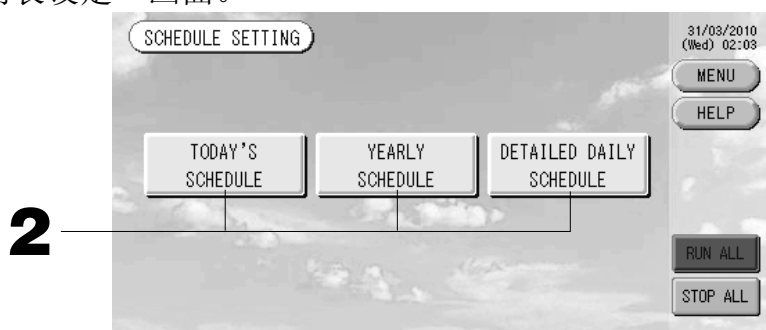 SCHEDULE SETTING
31/03/2010
(Wed) 02:03
MENU
HELP
TODAY'S
SCHEDULE
YEARLY
SCHEDULE
DETAILED DAILY
SCHEDULE
2
RUN ALL
STOP ALL